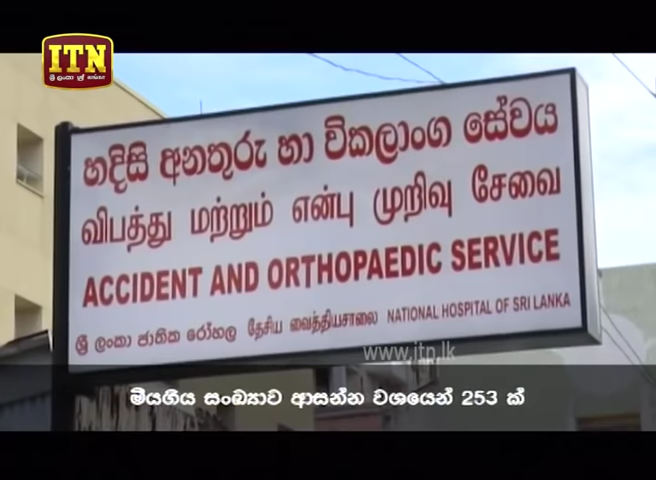 ITN
ශ්‍රී ලංකා ශ්‍රේෂ්ඨයි
හදිසි අනතුරු හා විකලාංග සේවය
விபத்து மற்றும் என்பு முறிவு சேவை
ACCIDENT AND ORTHOPAEDIC SERVICE
ශ්‍රී ලංකා ජාතික රෝහල தேசிய வைத்தியசாலை NATIONAL HOSPITAL OF SRI LANKA
www.itn.lk
මියගිය සංඛ්‍යාව ආසන්න වශයෙන් 253 ක්